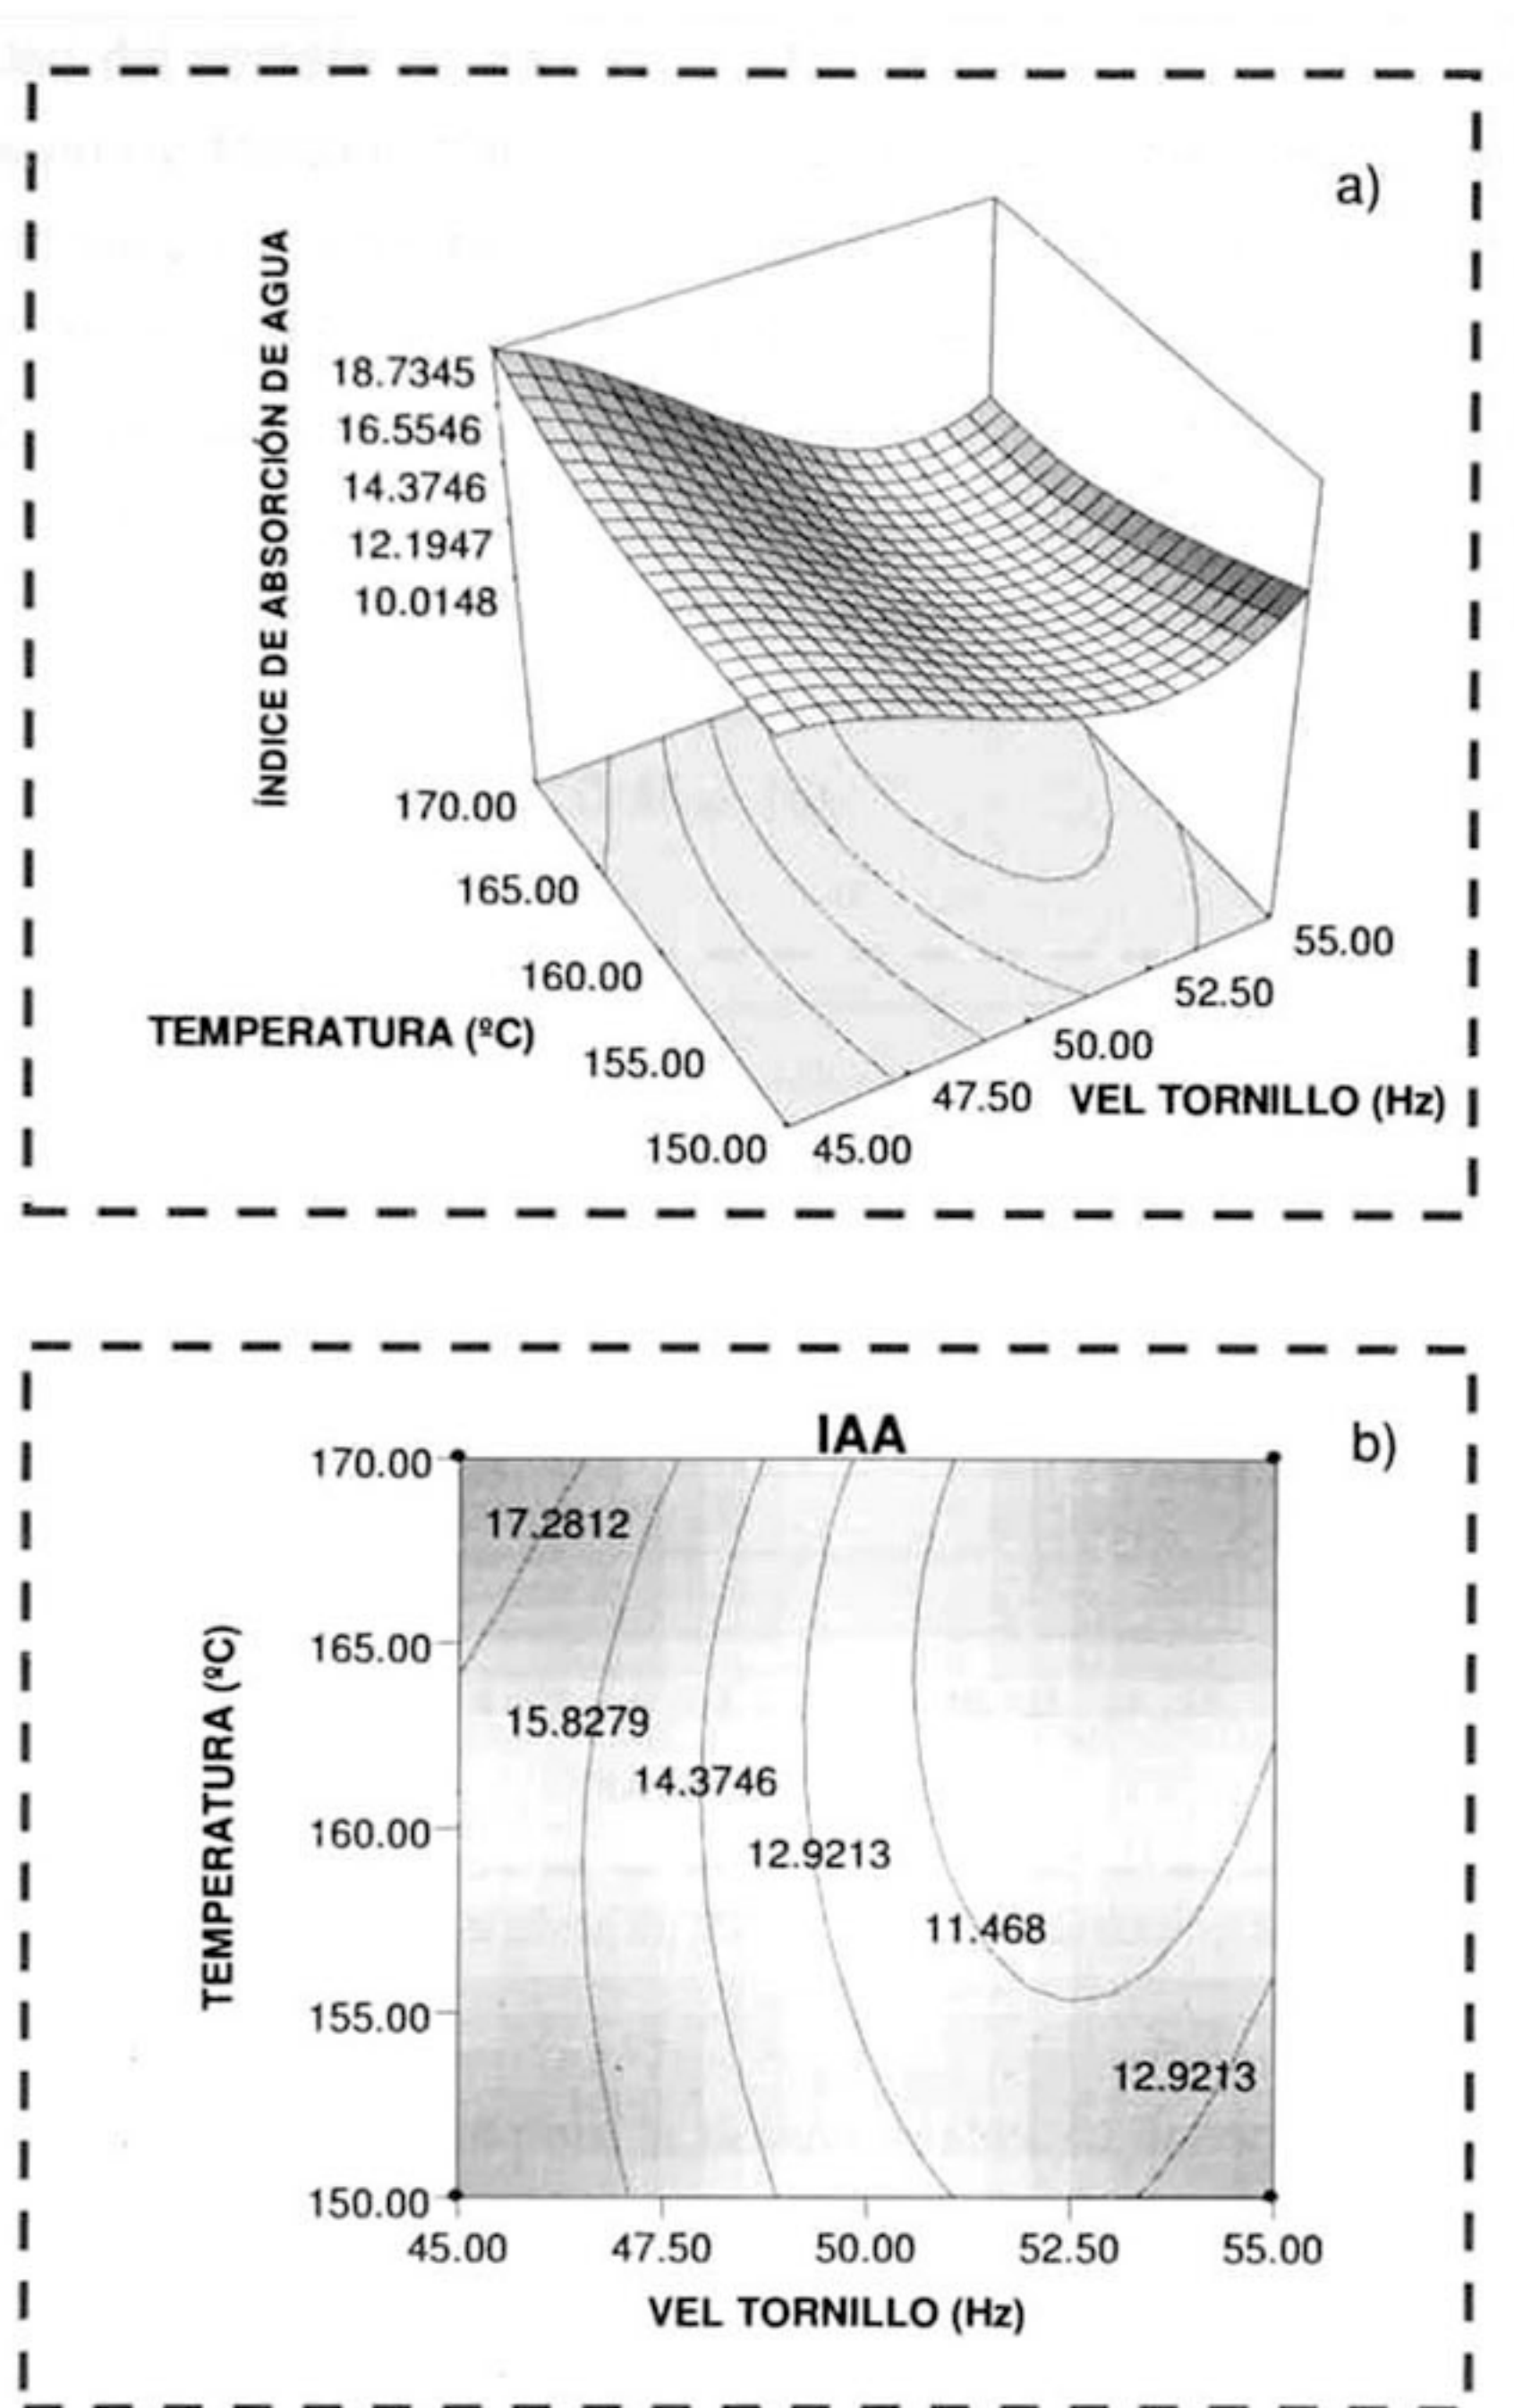 a)
ÍNDICE DE ABSORCIÓN DE AGUA
18.7345
16.5546
14.3746
12.1947
10.0148
170.00
165.00
160.00
155.00
150.00
TEMPERATURA (ºC)
45.00
47.50
50.00
52.50
55.00
VEL TORNILLO (Hz)
b)
IAA
TEMPERATURA (ºC)
170.00
165.00
160.00
155.00
150.00
17.2812
15.8279
14.3746
12.9213
11.468
12.9213
45.00 47.50 50.00 52.50 55.00
VEL TORNILLO (Hz)